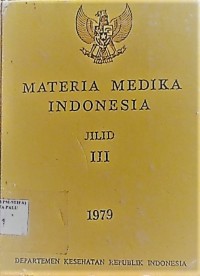 MATERIA MEDIKA
INDONESIA
JILID
III
1979
DEPARTEMEN KESEHATAN REPUBLIK INDONESIA